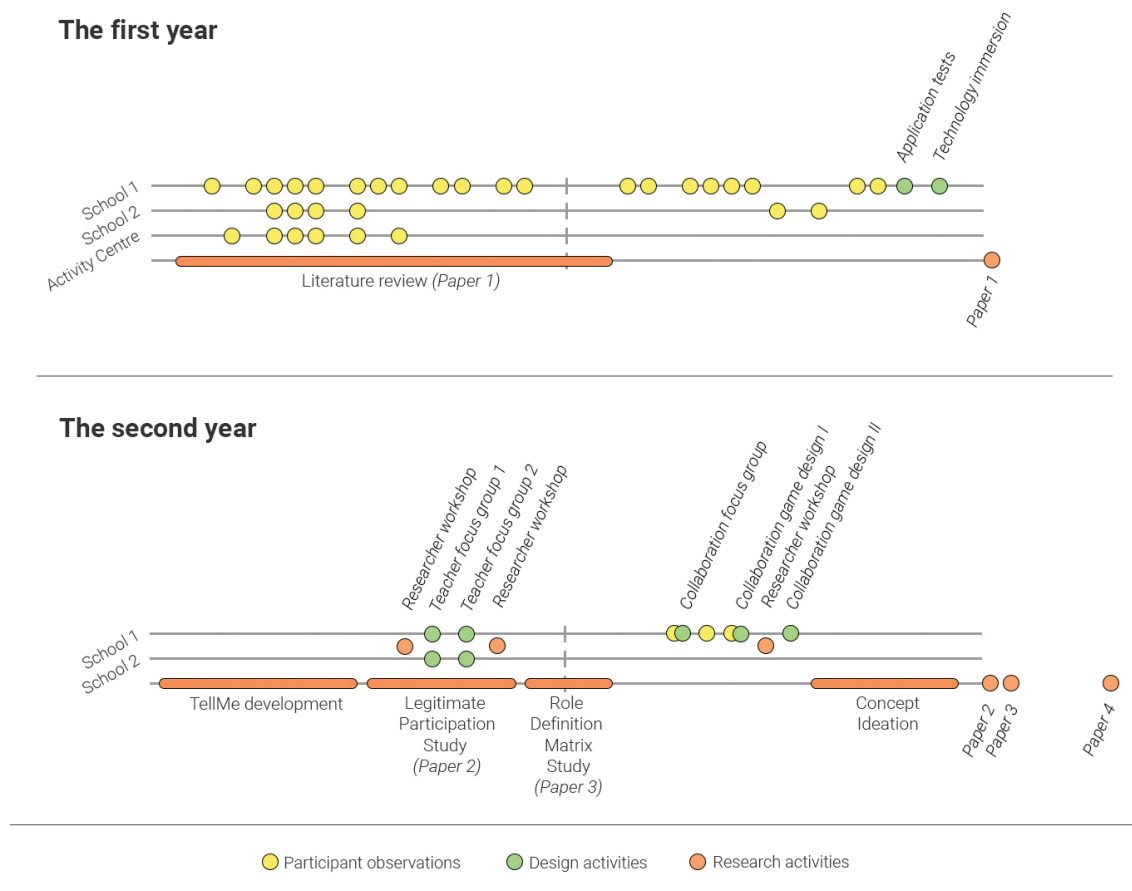 The first year
Application tests
Technology immersion
School 1
School 2
Activity Centre
Literature review (Paper 1)
Paper 1
The second year
Researcher workshop
Teacher focus group 1
Teacher focus group 2
Researcher workshop
Collaboration focus group
Collaboration game design I
Researcher workshop
Collaboration game design II
School 1
School 2
TellMe development
Legitimate
Participation
Study
(Paper 2)
Role
Definition
Matrix
Study
(Paper 3)
Concept
Ideation
Paper 2
Paper 3
Paper 4
Participant observations
Design activities
Research activities